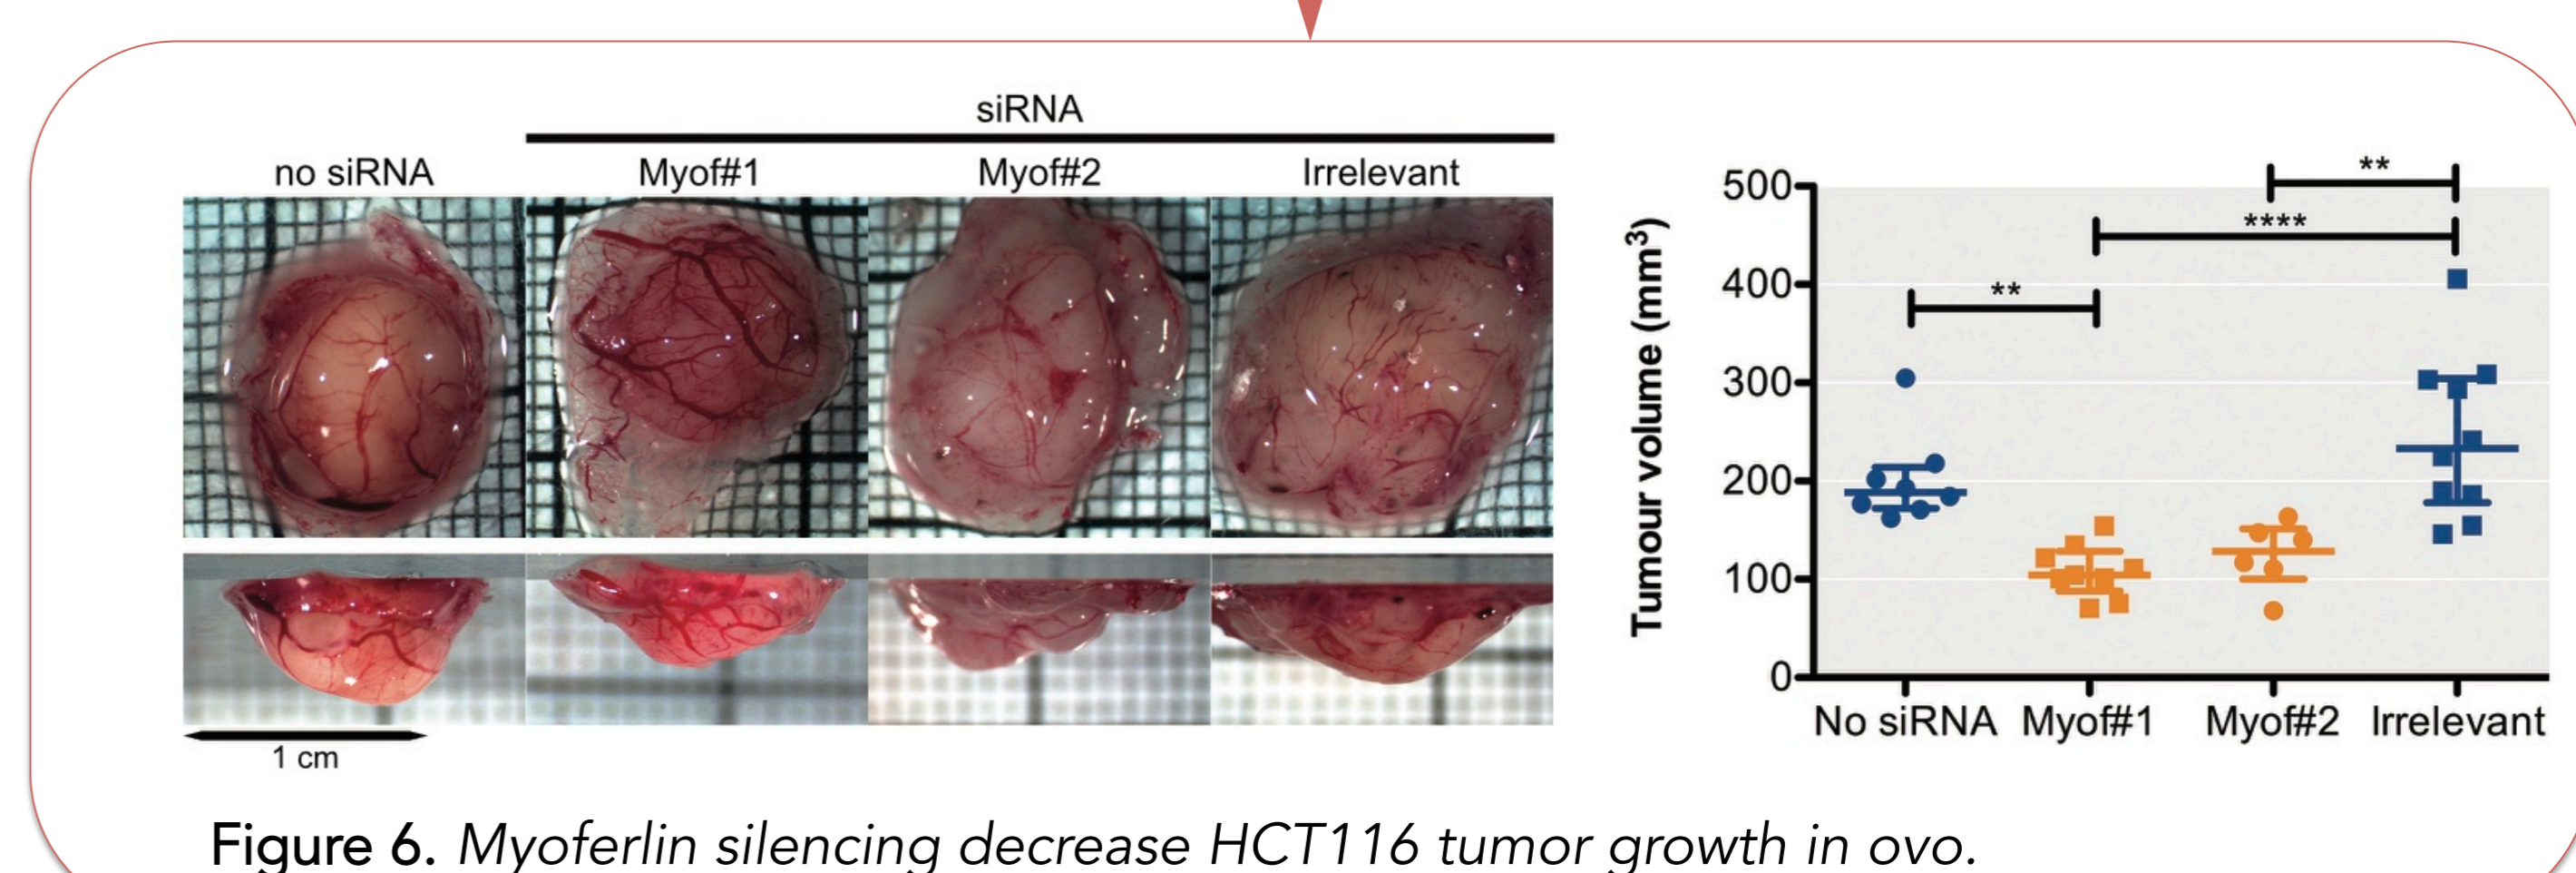 siRNA
no siRNA Myof#1 Myof#2 Irrelevant
1 cm
Tumour volume (mm³)
500
400
300
200
100
0
**
****
**
No siRNA Myof#1 Myof#2 Irrelevant
Figure 6. Myoferlin silencing decrease HCT116 tumor growth in ovo.